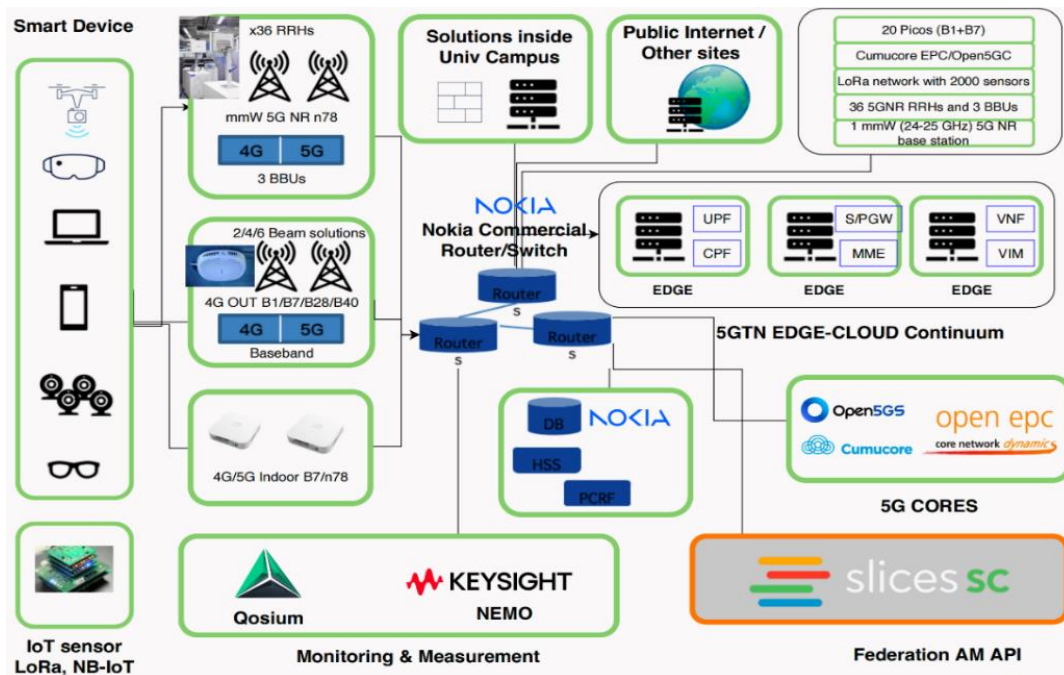 Smart Device
x36 RRHs
mmW 5G NR n78
4G 5G
3 BBUs
2/4/6 Beam solutions
4G OUT B1/B7/B28/B40
4G 5G
Baseband
4G/5G Indoor B7/n78
IoT sensor
LoRa, NB-IoT
Solutions inside
Univ Campus
Public Internet /
Other sites
20 Picos (B1+B7)
Cumucore EPC/Open5GC
LoRa network with 2000 sensors
36 5GNR RRHs and 3 BBUs
1 mmW (24-25 GHz) 5G NR
base station
NOKIA
Nokia Commercial
Router/Switch
Router
Router
s
Router
s
UPF
CPF
EDGE
S/PGW
MME
EDGE
VNF
VIM
EDGE
5GTN EDGE-CLOUD Continuum
DB
NOKIA
HSS
PCRF
Open5GS
Cumucore
open epc
core network dynamics
5G CORES
Qosium
KEYSIGHT
NEMO
Monitoring & Measurement
slices sc
Federation AM API